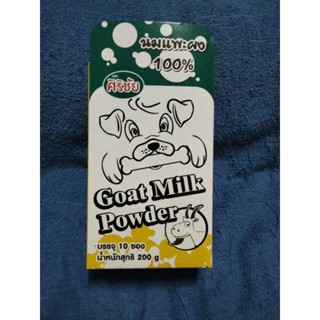 นมแพะผง
100%
ศิริชัย
Goat Milk
Powder
บรรจุ 10 ซอง
น้ำหนักสุทธิ 200 g